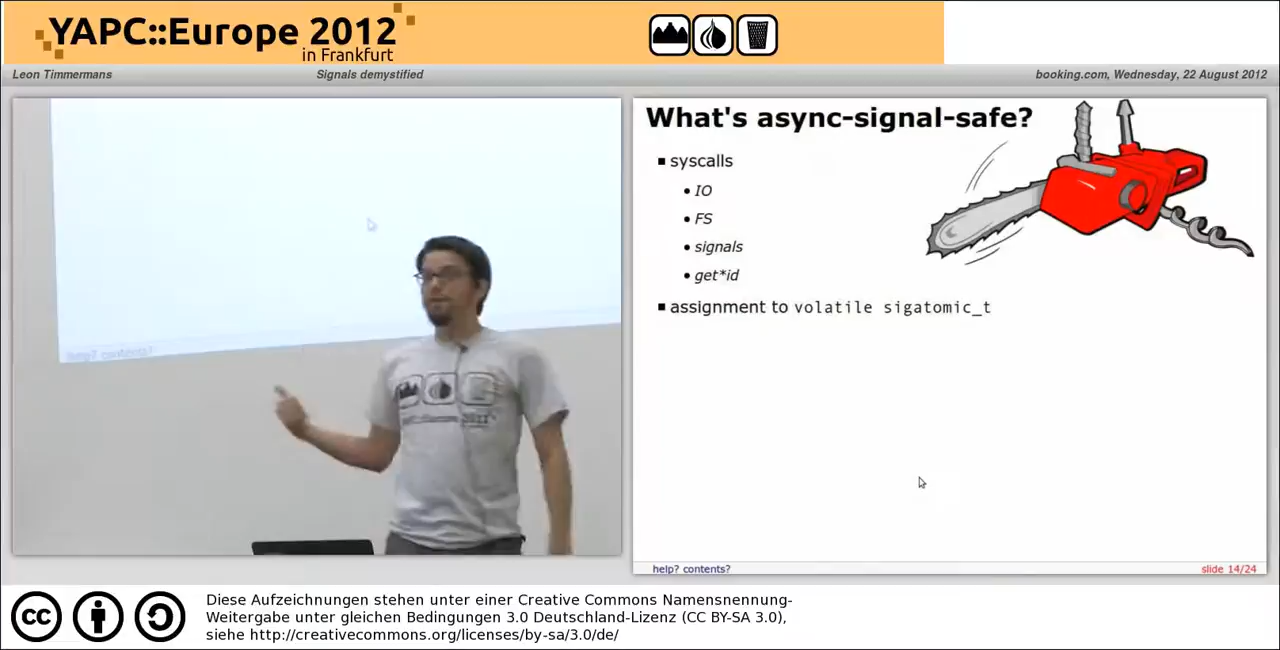 YAPC::Europe 2012
in Frankfurt
Leon Timmermans
Signals demystified
booking.com, Wednesday, 22 August 2012
help? contents?
What's async-signal-safe?
syscalls
IO
FS
signals
get*id
assignment to volatile sigatomic_t
help? contents?
slide 14/24
cc
Diese Aufzeichnungen stehen unter einer Creative Commons Namensnennung-
Weitergabe unter gleichen Bedingungen 3.0 Deutschland-Lizenz (CC BY-SA 3.0),
siehe http://creativecommons.org/licenses/by-sa/3.0/de/